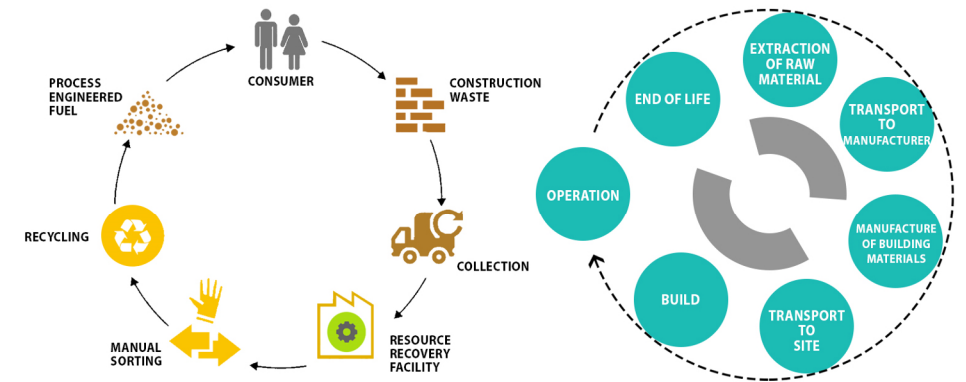 CONSUMER
CONSTRUCTION
WASTE
COLLECTION
RESOURCE
RECOVERY
FACILITY
MANUAL
SORTING
RECYCLING
PROCESS
ENGINEERED
FUEL
EXTRACTION
OF RAW
MATERIAL
TRANSPORT
TO
MANUFACTURER
MANUFACTURE
OF BUILDING
MATERIALS
TRANSPORT
TO
SITE
BUILD
OPERATION
END OF LIFE